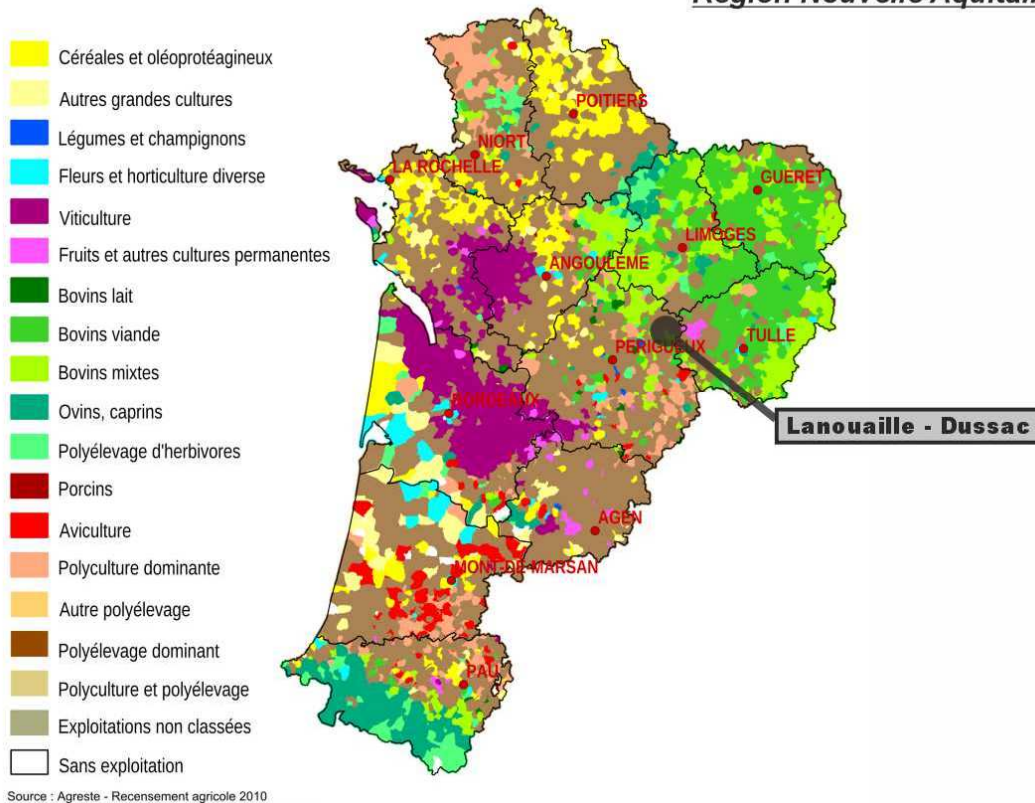 Région Nouvelle Aquitai
Céréales et oléoprotéagineux
Autres grandes cultures
Légumes et champignons
Fleurs et horticulture diverse
Viticulture
Fruits et autres cultures permanentes
Bovins lait
Bovins viande
Bovins mixtes
Ovins, caprins
Polyélevage d'herbivores
Porcins
Aviculture
Polyculture dominante
Autre polyélevage
Polyélevage dominant
Polyculture et polyélevage
Exploitations non classées
Sans exploitation
Source : Agreste - Recensement agricole 2010
POITIERS
NIORT
LA ROCHELLE
GUERET
LIMOGES
ANGOULEME
PERIGUEUX
TULLE
BORDEAUX
Lanouaille - Dussac
AGEN
MONT-DE-MARSAN
PAU